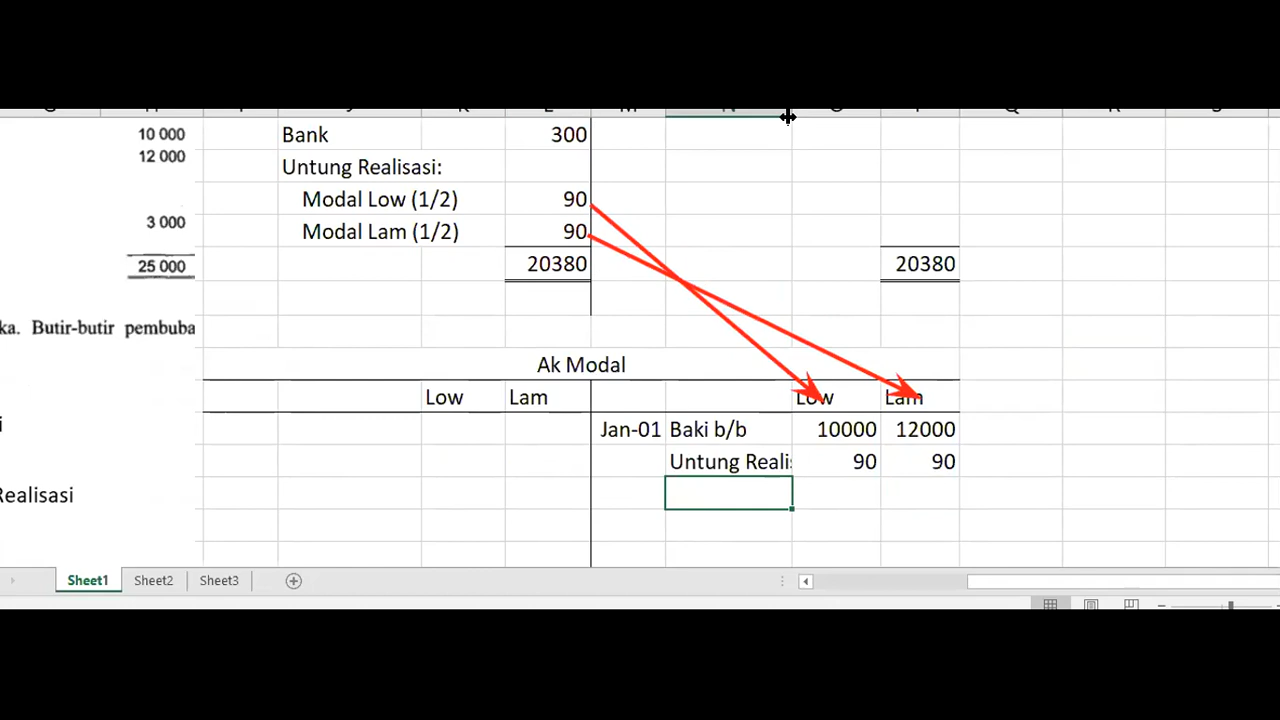 10 000
12 000
3 000
25 000
ka. Butir-butir pembuba
i
Realisasi
Bank 300
Untung Realisasi:
Modal Low (1/2) 90
Modal Lam (1/2) 90
20380 20380
Ak Modal
Low Lam Low Lam
Jan-01 Baki b/b 10000 12000
Untung Realis 90 90
Sheet1 Sheet2 Sheet3